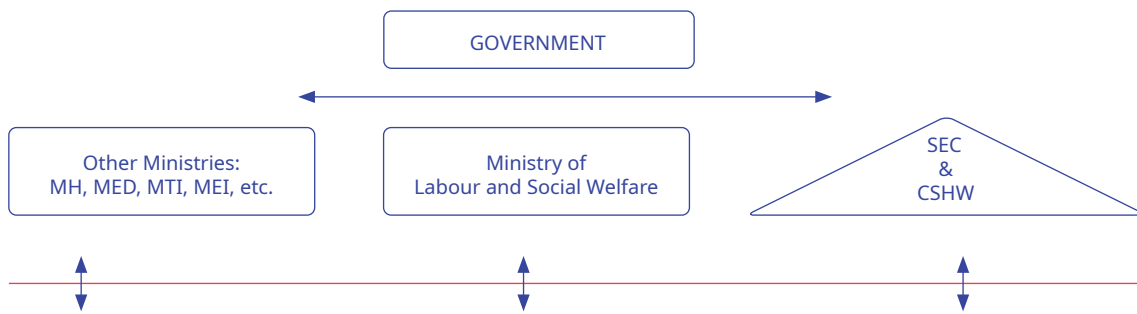 GOVERNMENT
Other Ministries:
MH, MED, MTI, MEI, etc.
Ministry of
Labour and Social Welfare
SEC
&
CSHW